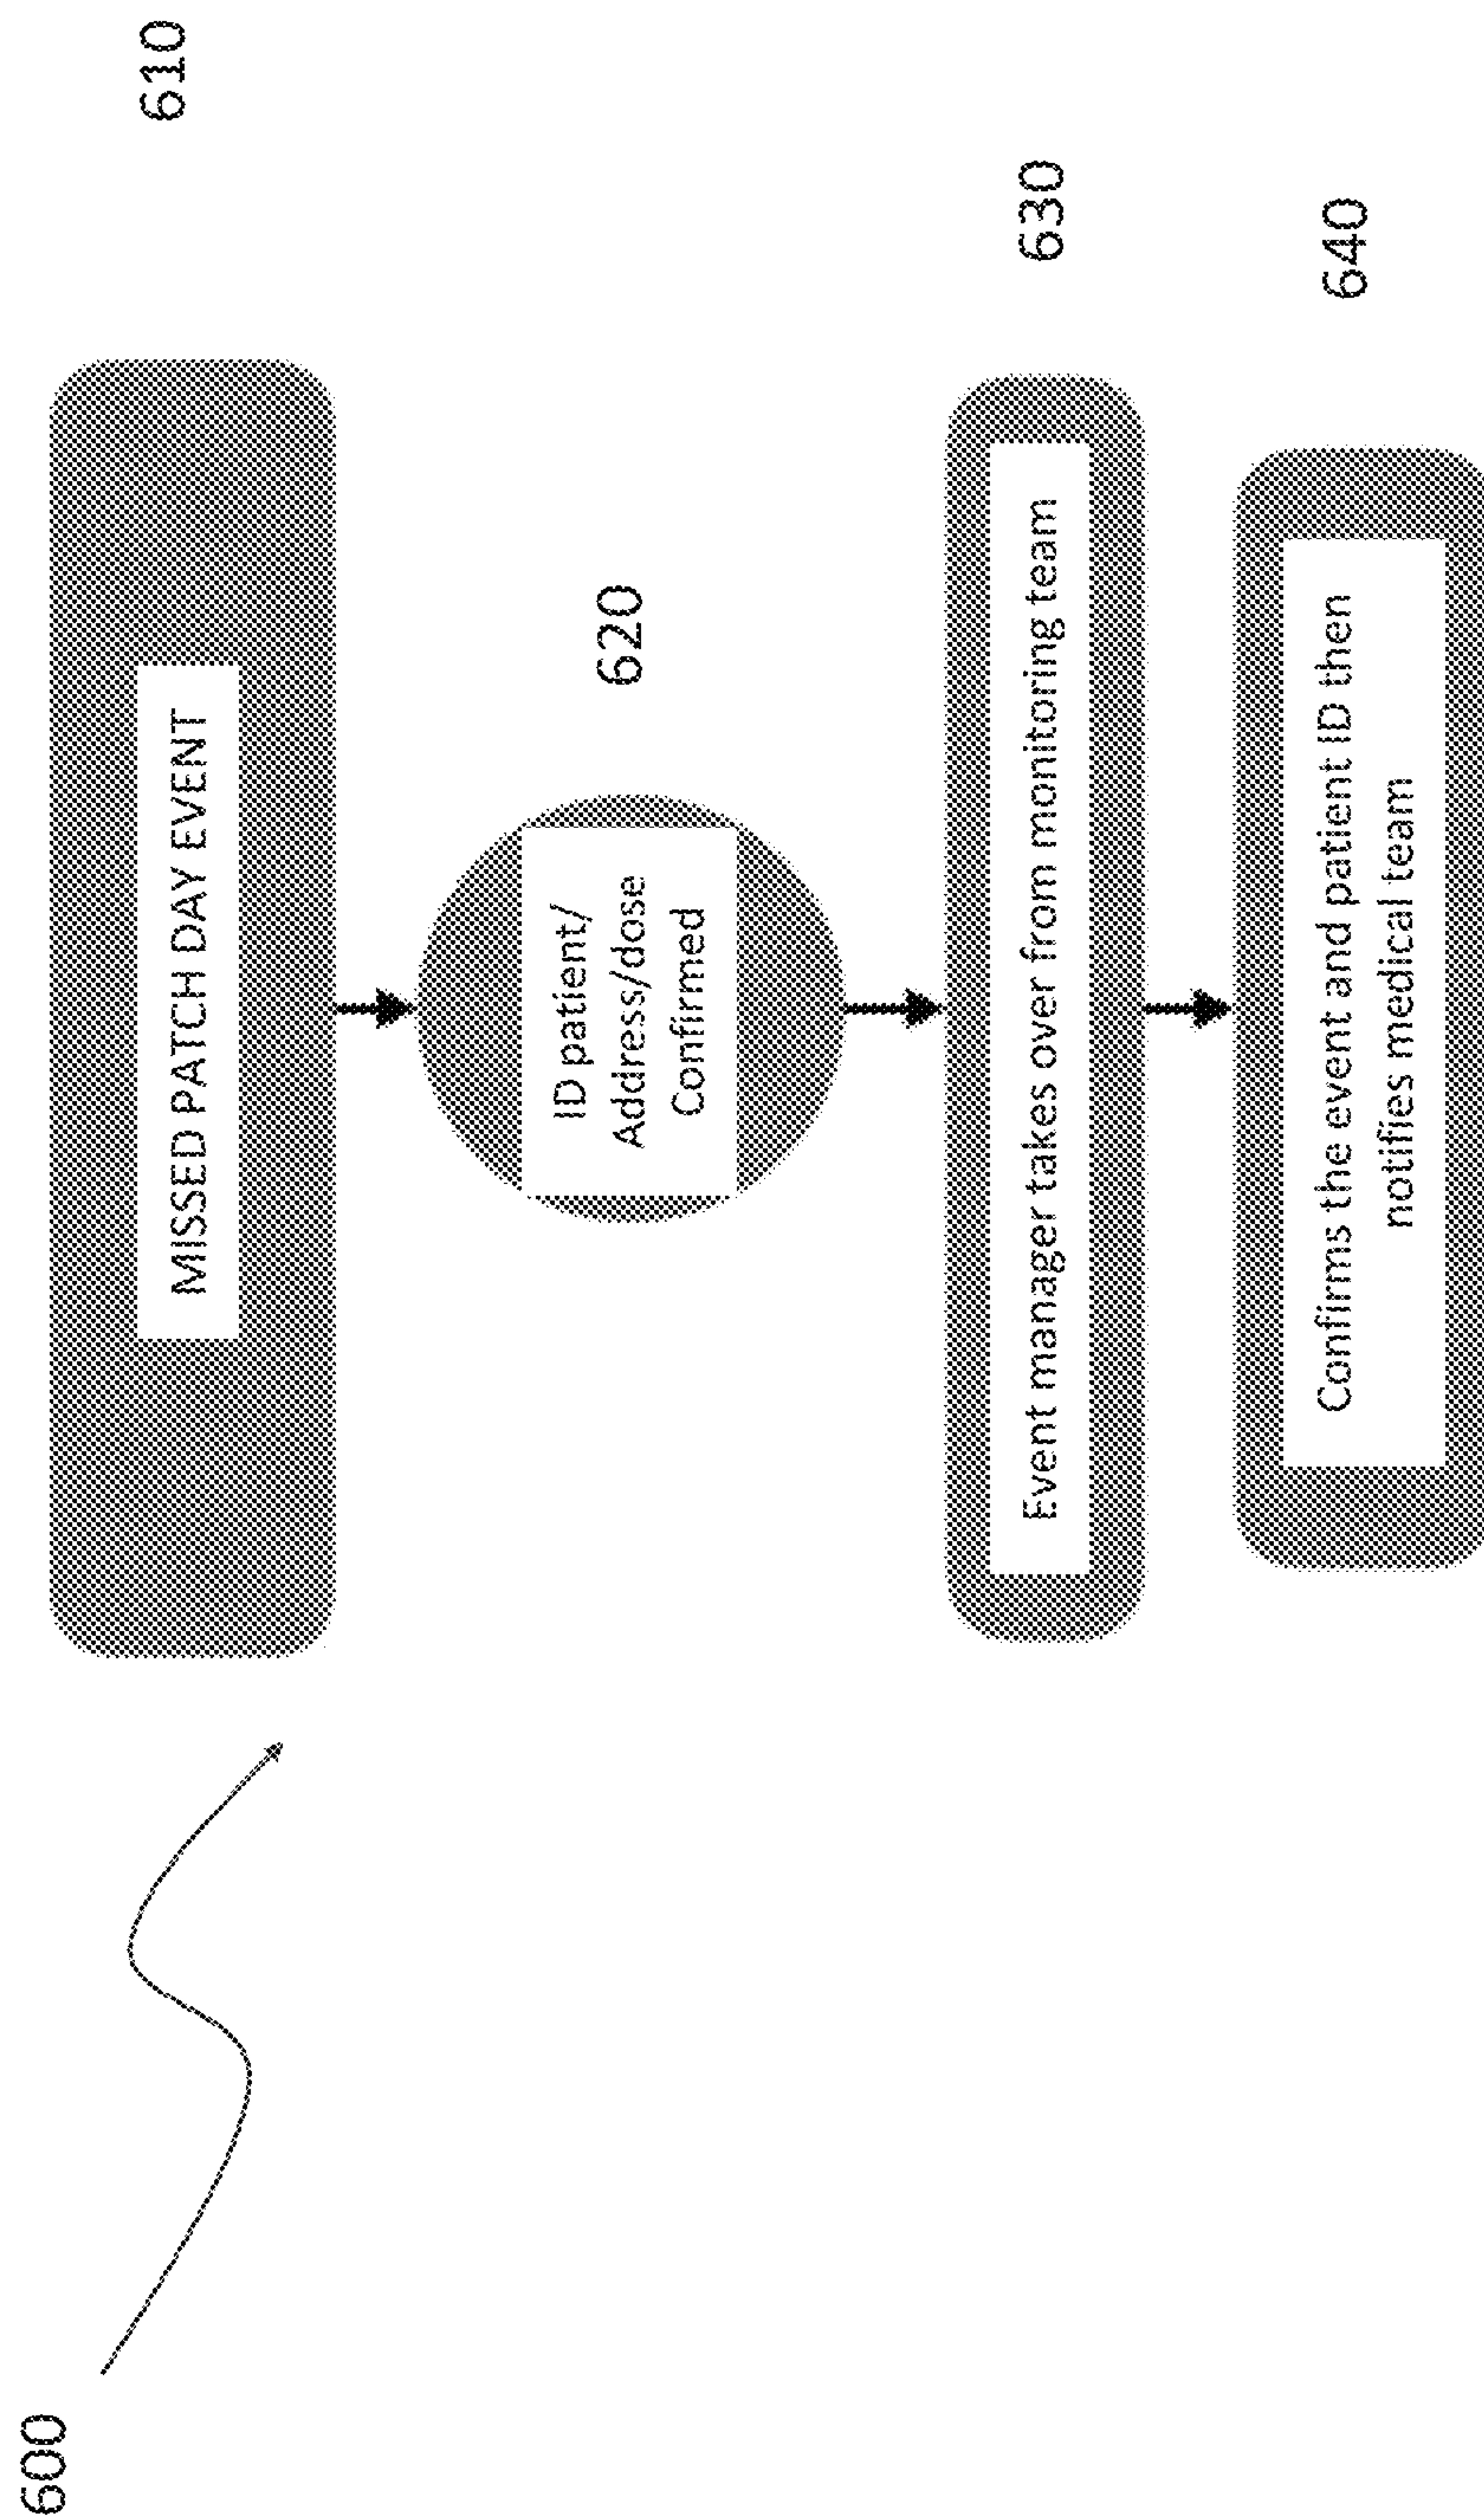 600
MISSED PATCH DAY EVENT
610
ID patient/
Address/dose
Confirmed
620
Event manager takes over from monitoring team
630
Confirms the event and patient ID then
notifies medical team
640